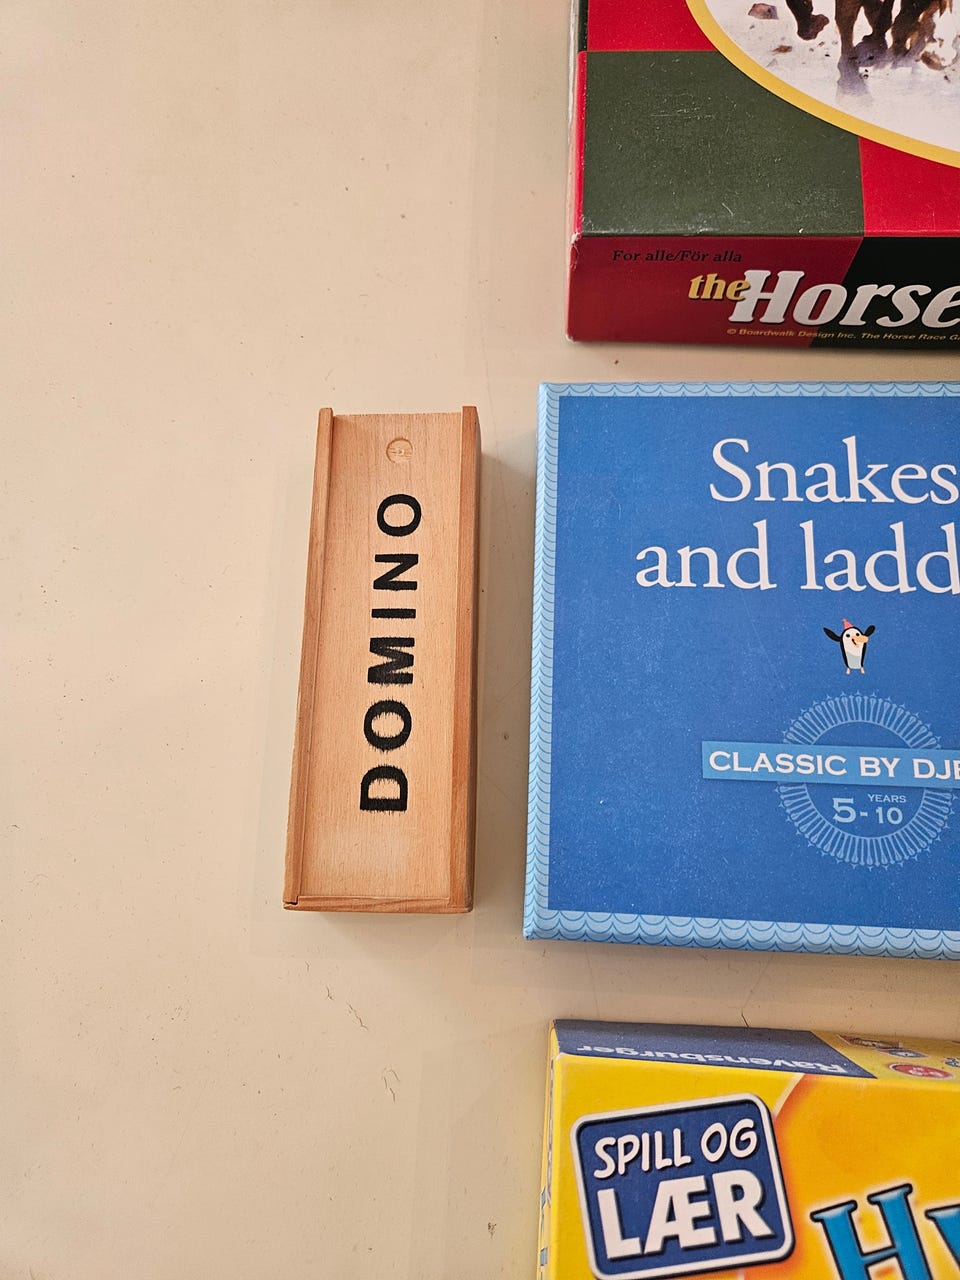 For alle/För alla
the Horse
© Boardwalk Design Inc. The Horse Race
DOMINO
Snakes
and ladd
CLASSIC BY DJE
YEARS
5-10
Ravensburger
SPILL OG
LÆR